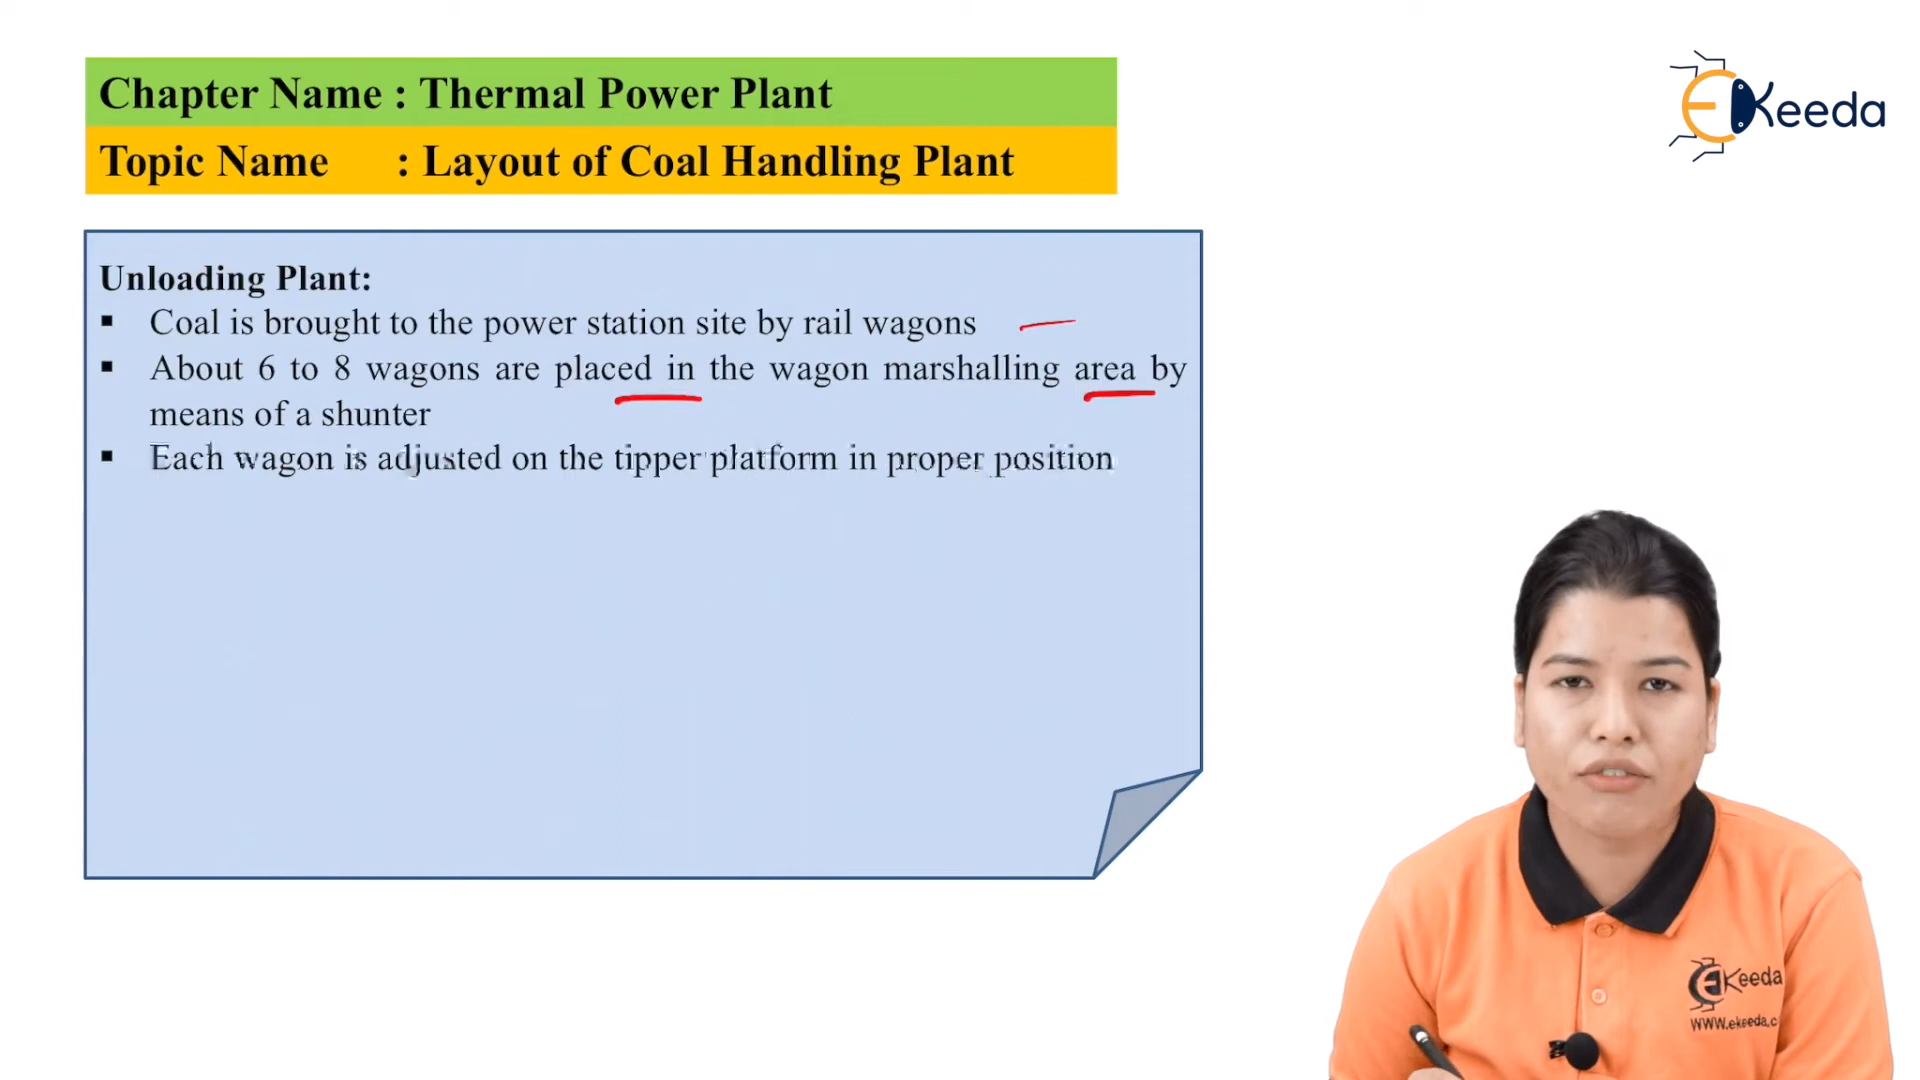 Chapter Name : Thermal Power Plant
Topic Name : Layout of Coal Handling Plant
EKeeda
Unloading Plant:
▪ Coal is brought to the power station site by rail wagons
▪ About 6 to 8 wagons are placed in the wagon marshalling area by
means of a shunter
▪ Each wagon is adjusted on the tipper platform in proper position
EKeeda
www.ekeeda.c